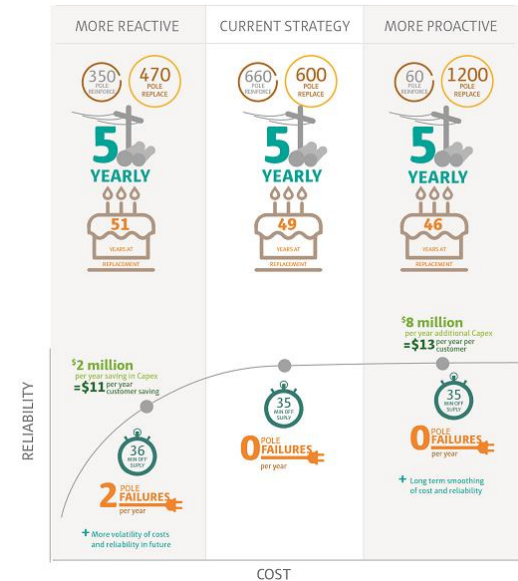 MORE REACTIVE
CURRENT STRATEGY
MORE PROACTIVE
350
POLE
REINFORCE
470
POLE
REPLACE
660
POLE
REINFORCE
600
POLE
REPLACE
60
POLE
REINFORCE
1200
POLE
REPLACE
5
YEARLY
5
YEARLY
5
YEARLY
51
YEARS AT
REPLACEMENT
49
YEARS AT
REPLACEMENT
46
YEARS AT
REPLACEMENT
$2 million
per year saving in Capex
=$11 per year
customer saving
36
MIN OFF
SUPLY
2 POLE
FAILURES
per year
+ More volatility of costs
and reliability in future
35
MIN OFF
SUPLY
0 POLE
FAILURES
per year
$8 million
per year additional Capex
=$13 per year per
customer
35
MIN OFF
SUPLY
0 POLE
FAILURES
per year
+ Long term smoothing
of cost and reliability
RELIABILITY
COST